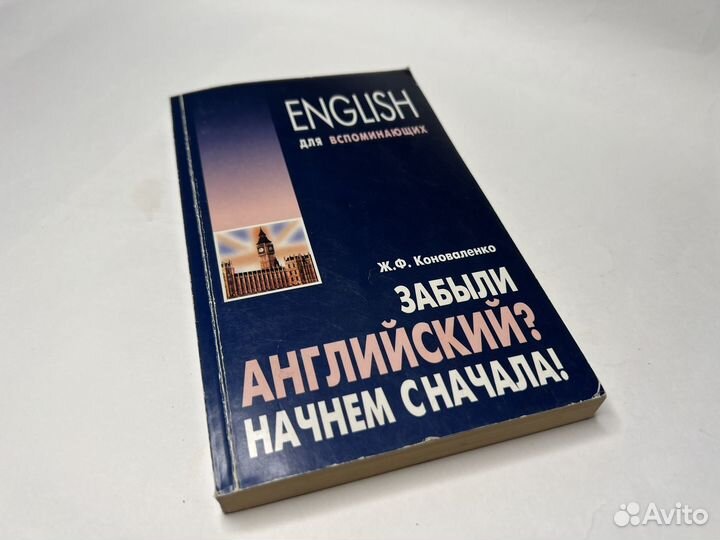 ENGLISH
ДЛЯ ВСПОМИНАЮЩИХ
Ж.Ф. Коноваленко
ЗАБЫЛИ
АНГЛИЙСКИЙ?
НАЧНЕМ СНАЧАЛА!
Avito